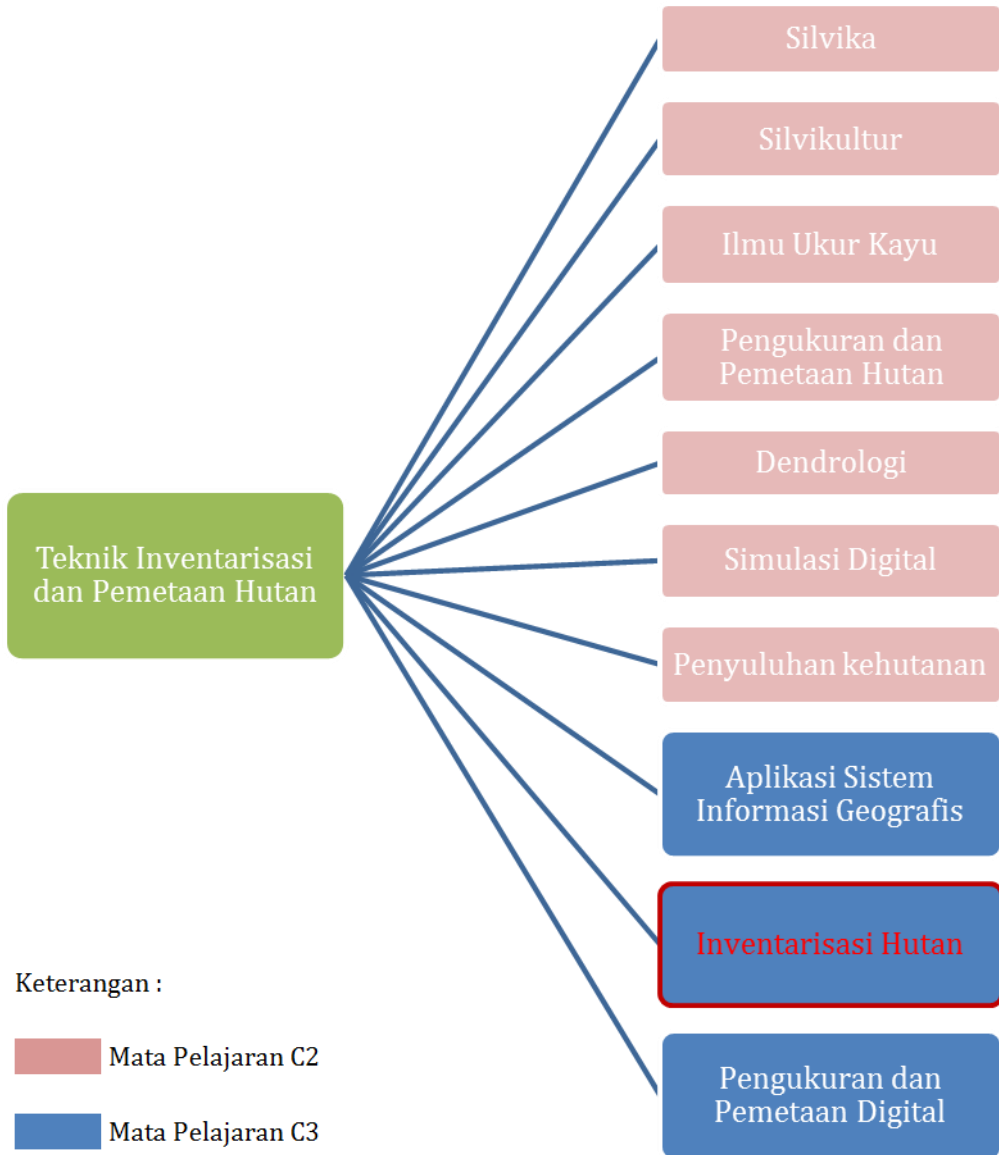 Silvika
Silvikultur
Ilmu Ukur Kayu
Pengukuran dan
Pemetaan Hutan
Dendrologi
Teknik Inventarisasi
dan Pemetaan Hutan
Simulasi Digital
Penyuluhan kehutanan
Aplikasi Sistem
Informasi Geografis
Inventarisasi Hutan
Pengukuran dan
Pemetaan Digital
Keterangan :
Mata Pelajaran C2
Mata Pelajaran C3